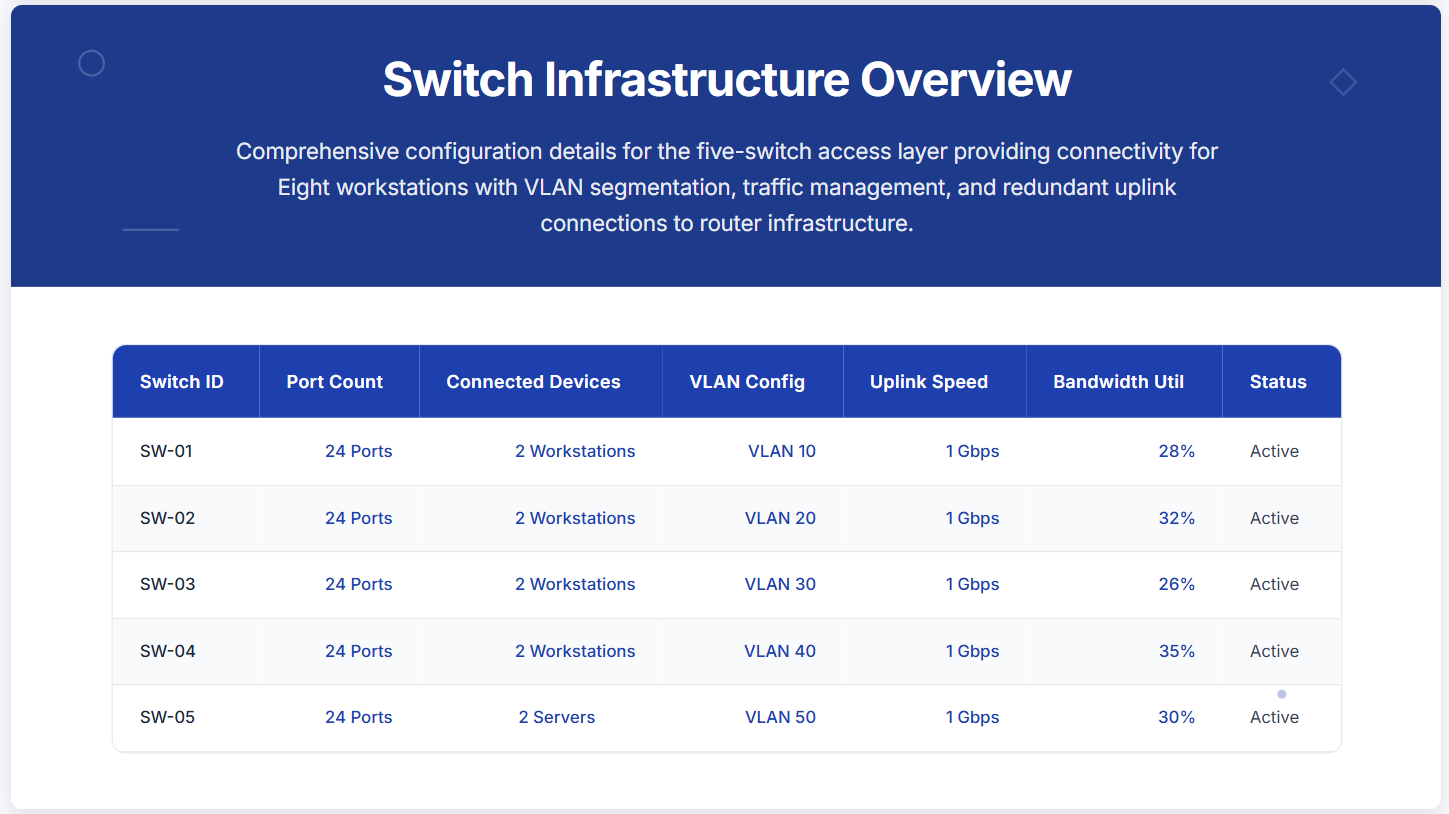 Switch Infrastructure Overview
Comprehensive configuration details for the five-switch access layer providing connectivity for
Eight workstations with VLAN segmentation, traffic management, and redundant uplink
connections to router infrastructure.
Switch ID Port Count Connected Devices VLAN Config Uplink Speed Bandwidth Util Status
SW-01 24 Ports 2 Workstations VLAN 10 1 Gbps 28% Active
SW-02 24 Ports 2 Workstations VLAN 20 1 Gbps 32% Active
SW-03 24 Ports 2 Workstations VLAN 30 1 Gbps 26% Active
SW-04 24 Ports 2 Workstations VLAN 40 1 Gbps 35% Active
SW-05 24 Ports 2 Servers VLAN 50 1 Gbps 30% Active